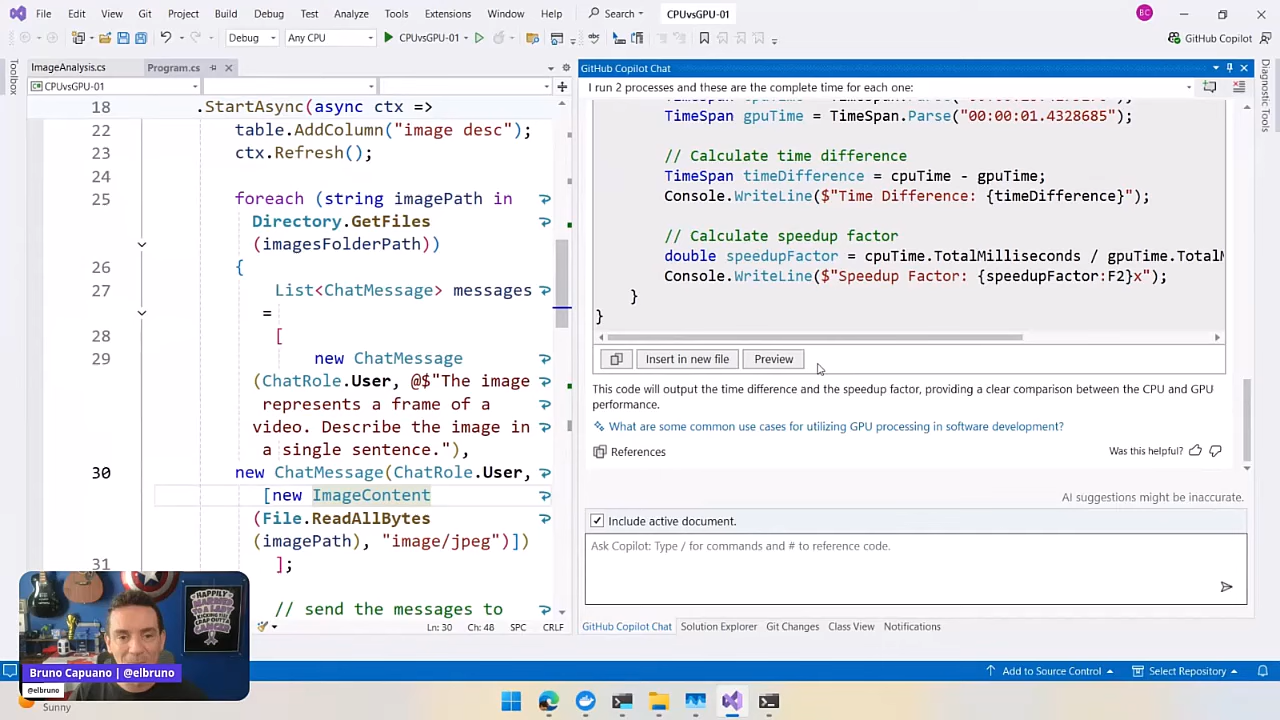 File Edit View Git Project Build Debug Test Analyze Tools Extensions Window Help Search CPUvsGPU-01 BC
Debug Any CPU CPUvsGPU-01 GitHub Copilot
Toolbox
ImageAnalysis.cs Program.cs
CPUvsGPU-01
18 .StartAsync(async ctx =>
22 table.AddColumn("image desc");
23 ctx.Refresh();
24
25 foreach (string imagePath in
Directory.GetFiles
(imagesFolderPath))
26 {
27 List<ChatMessage> messages
=
28 [
29 new ChatMessage
(ChatRole.User, @$"The image
represents a frame of a
video. Describe the image in
a single sentence."),
30 new ChatMessage(ChatRole.User,
[new ImageContent
(File.ReadAllBytes
(imagePath), "image/jpeg")])
31 ];
// send the messages to
Ln: 30 Ch: 48 SPC CRLF
GitHub Copilot Chat
I run 2 processes and these are the complete time for each one:
TimeSpan gpuTime = TimeSpan.Parse("00:00:01.4328685");
// Calculate time difference
TimeSpan timeDifference = cpuTime - gpuTime;
Console.WriteLine($"Time Difference: {timeDifference}");
// Calculate speedup factor
double speedupFactor = cpuTime.TotalMilliseconds / gpuTime.TotalM
Console.WriteLine($"Speedup Factor: {speedupFactor:F2}x");
}
}
Insert in new file Preview
This code will output the time difference and the speedup factor, providing a clear comparison between the CPU and GPU
performance.
What are some common use cases for utilizing GPU processing in software development?
References Was this helpful?
AI suggestions might be inaccurate.
Include active document.
Ask Copilot: Type / for commands and # to reference code.
GitHub Copilot Chat Solution Explorer Git Changes Class View Notifications
Diagnostic Tools
Add to Source Control Select Repository
HAPPILY
MARRIED
TO A LADY
Bruno Capuano | @elbruno
@elbruno
Sunny